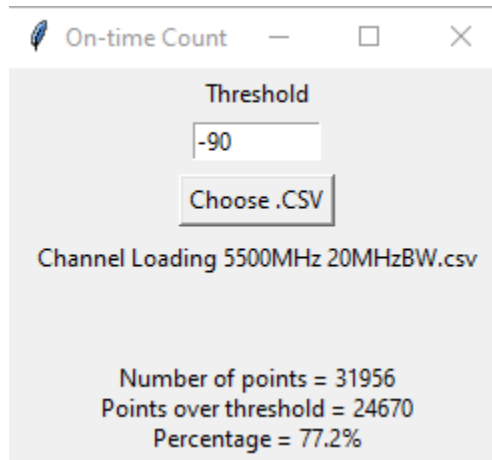 On-time Count
Threshold
-90
Choose .CSV
Channel Loading 5500MHz 20MHzBW.csv
Number of points = 31956
Points over threshold = 24670
Percentage = 77.2%